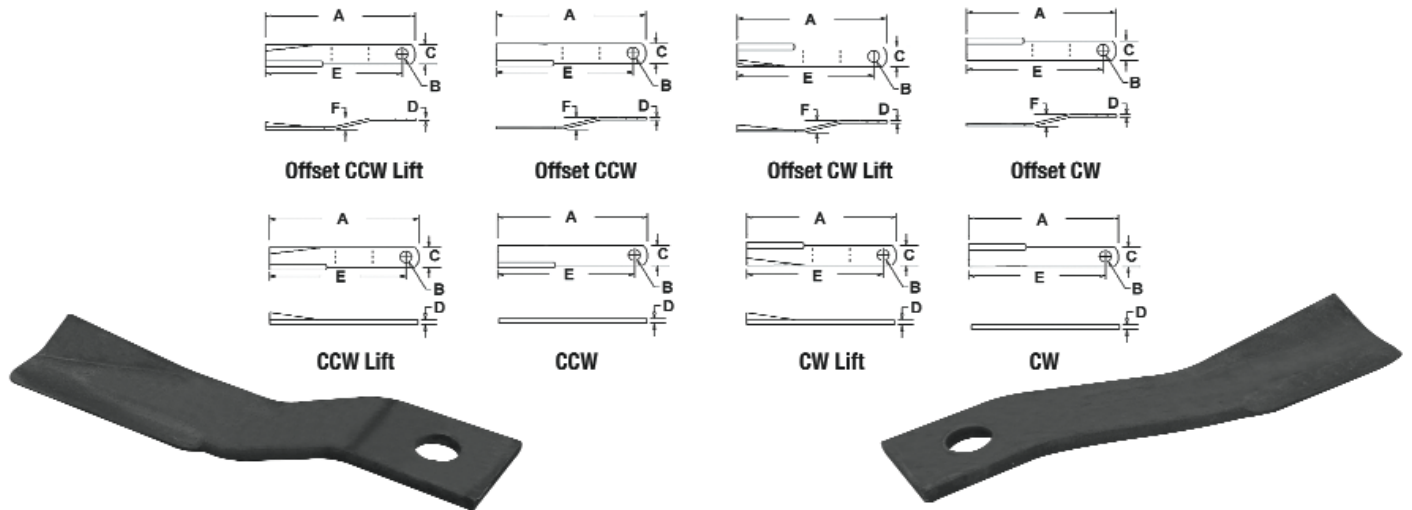 A A A A
C C C C
E E E E
B B B B
F D F D F D F D
Offset CCW Lift Offset CCW Offset CW Lift Offset CW
A A A A
C C C C
E E E E
B B B B
D D D D
CCW Lift CCW CW Lift CW